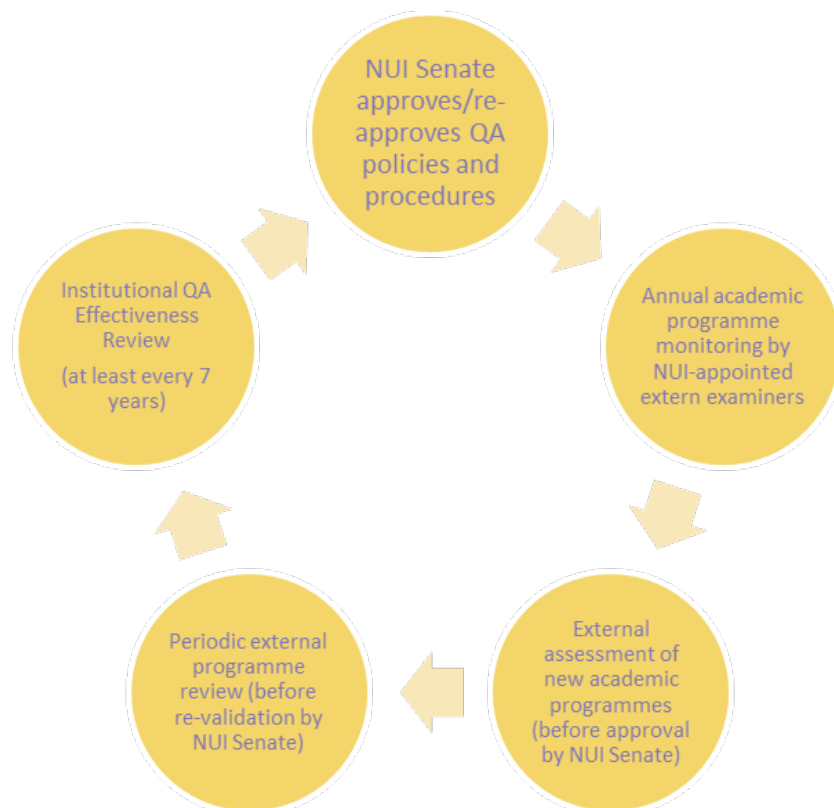 NUI Senate
approves/re-
approves QA
policies and
procedures
Annual academic
programme
monitoring by
NUI-appointed
extern examiners
External
assessment of
new academic
programmes
(before approval
by NUI Senate)
Periodic external
programme
review (before
re-validation by
NUI Senate)
Institutional QA
Effectiveness
Review
(at least every 7
years)